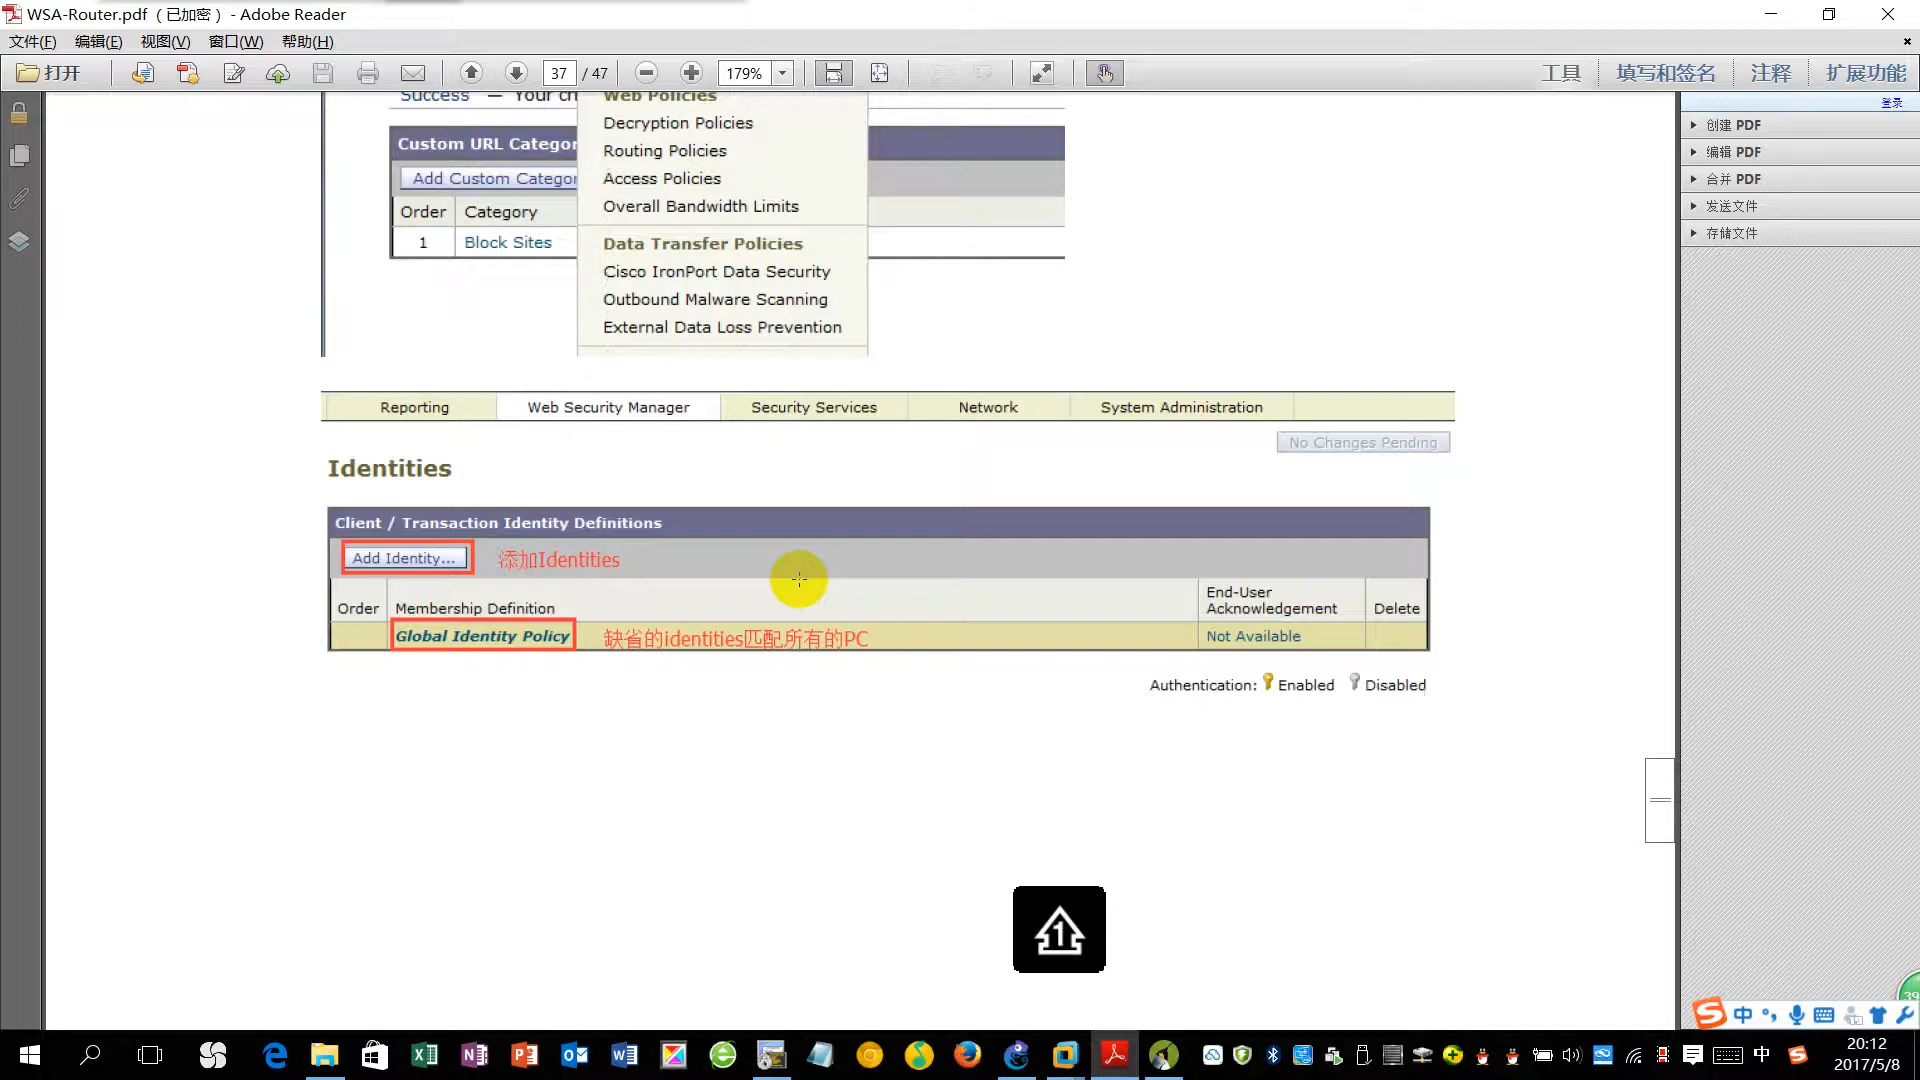 WSA-Router.pdf （已加密） - Adobe Reader
文件(F) 编辑(E) 视图(V) 窗口(W) 帮助(H)
打开 37 / 47 179% 工具 填写和签名 注释 扩展功能
登录
创建 PDF
编辑 PDF
合并 PDF
发送文件
存储文件
Success — Your ch
Web Policies
Decryption Policies
Routing Policies
Access Policies
Overall Bandwidth Limits
Data Transfer Policies
Cisco IronPort Data Security
Outbound Malware Scanning
External Data Loss Prevention
Custom URL Categor
Add Custom Categor
Order Category
1 Block Sites
Reporting Web Security Manager Security Services Network System Administration
No Changes Pending
Identities
Client / Transaction Identity Definitions
Add Identity... 添加Identities
Order Membership Definition End-User Acknowledgement Delete
Global Identity Policy 缺省的identities匹配所有的PC Not Available
Authentication: Enabled Disabled
1
39
中
中
20:12
2017/5/8